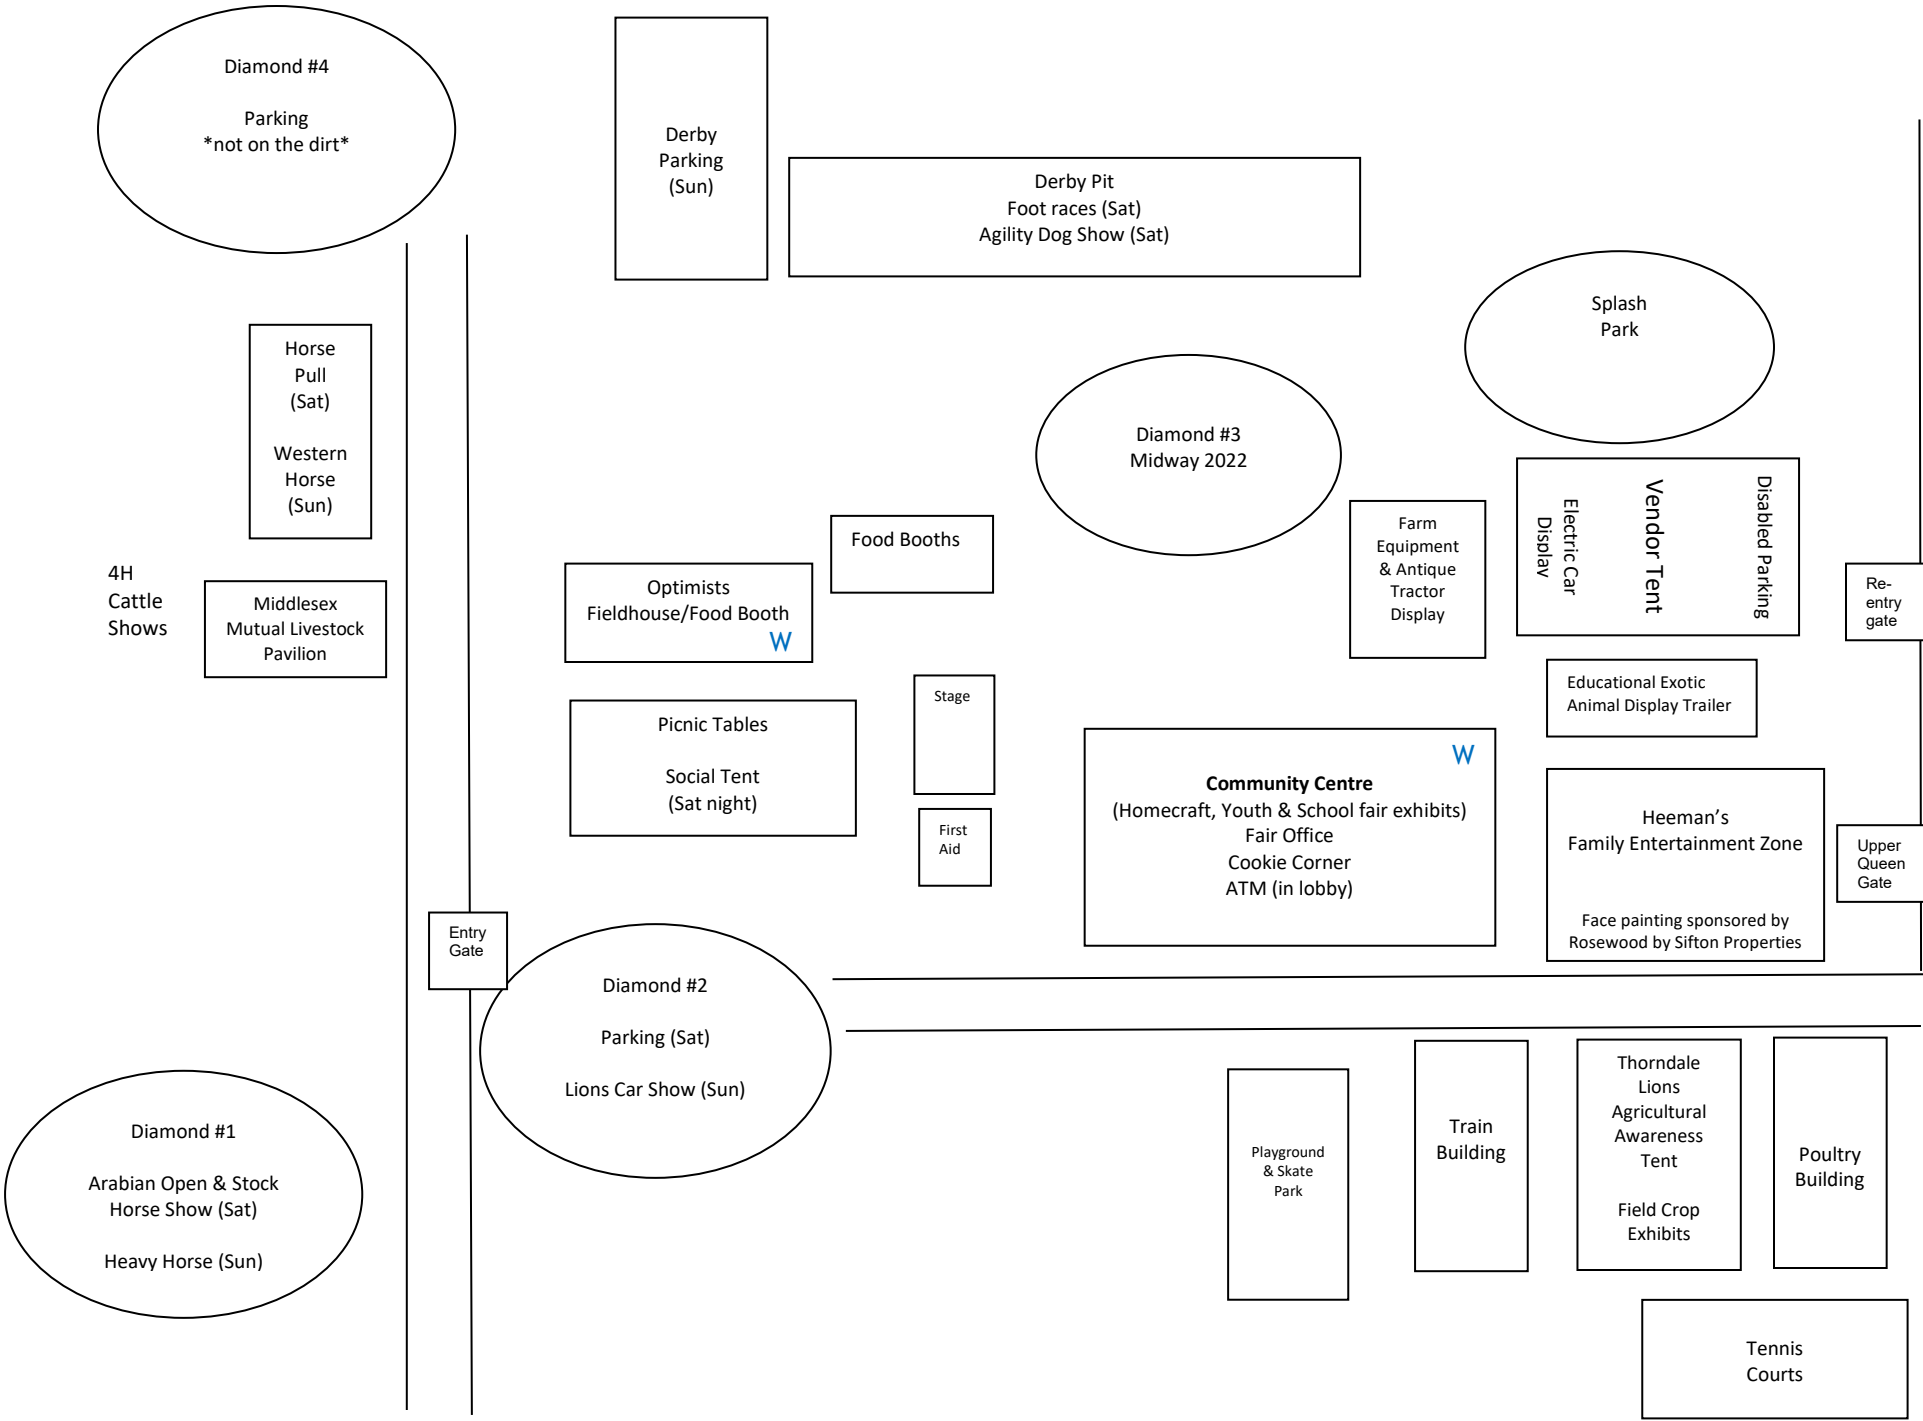 Diamond #4
Parking
*not on the dirt*
Derby
Parking
(Sun)
Derby Pit
Foot races (Sat)
Agility Dog Show (Sat)
Splash
Park
Horse
Pull
(Sat)
Western
Horse
(Sun)
Diamond #3
Midway 2022
4H
Cattle
Shows
Middlesex
Mutual Livestock
Pavilion
Optimists
Fieldhouse/Food Booth
W
Food Booths
Farm
Equipment
& Antique
Tractor
Display
Electric Car
Display
Vendor Tent
Disabled Parking
Re-
entry
gate
Educational Exotic
Animal Display Trailer
Picnic Tables
Social Tent
(Sat night)
Stage
First
Aid
W
Community Centre
(Homecraft, Youth & School fair exhibits)
Fair Office
Cookie Corner
ATM (in lobby)
Heeman's
Family Entertainment Zone
Face painting sponsored by
Rosewood by Sifton Properties
Upper
Queen
Gate
Entry
Gate
Diamond #2
Parking (Sat)
Lions Car Show (Sun)
Diamond #1
Arabian Open & Stock
Horse Show (Sat)
Heavy Horse (Sun)
Playground
& Skate
Park
Train
Building
Thorndale
Lions
Agricultural
Awareness
Tent
Field Crop
Exhibits
Poultry
Building
Tennis
Courts